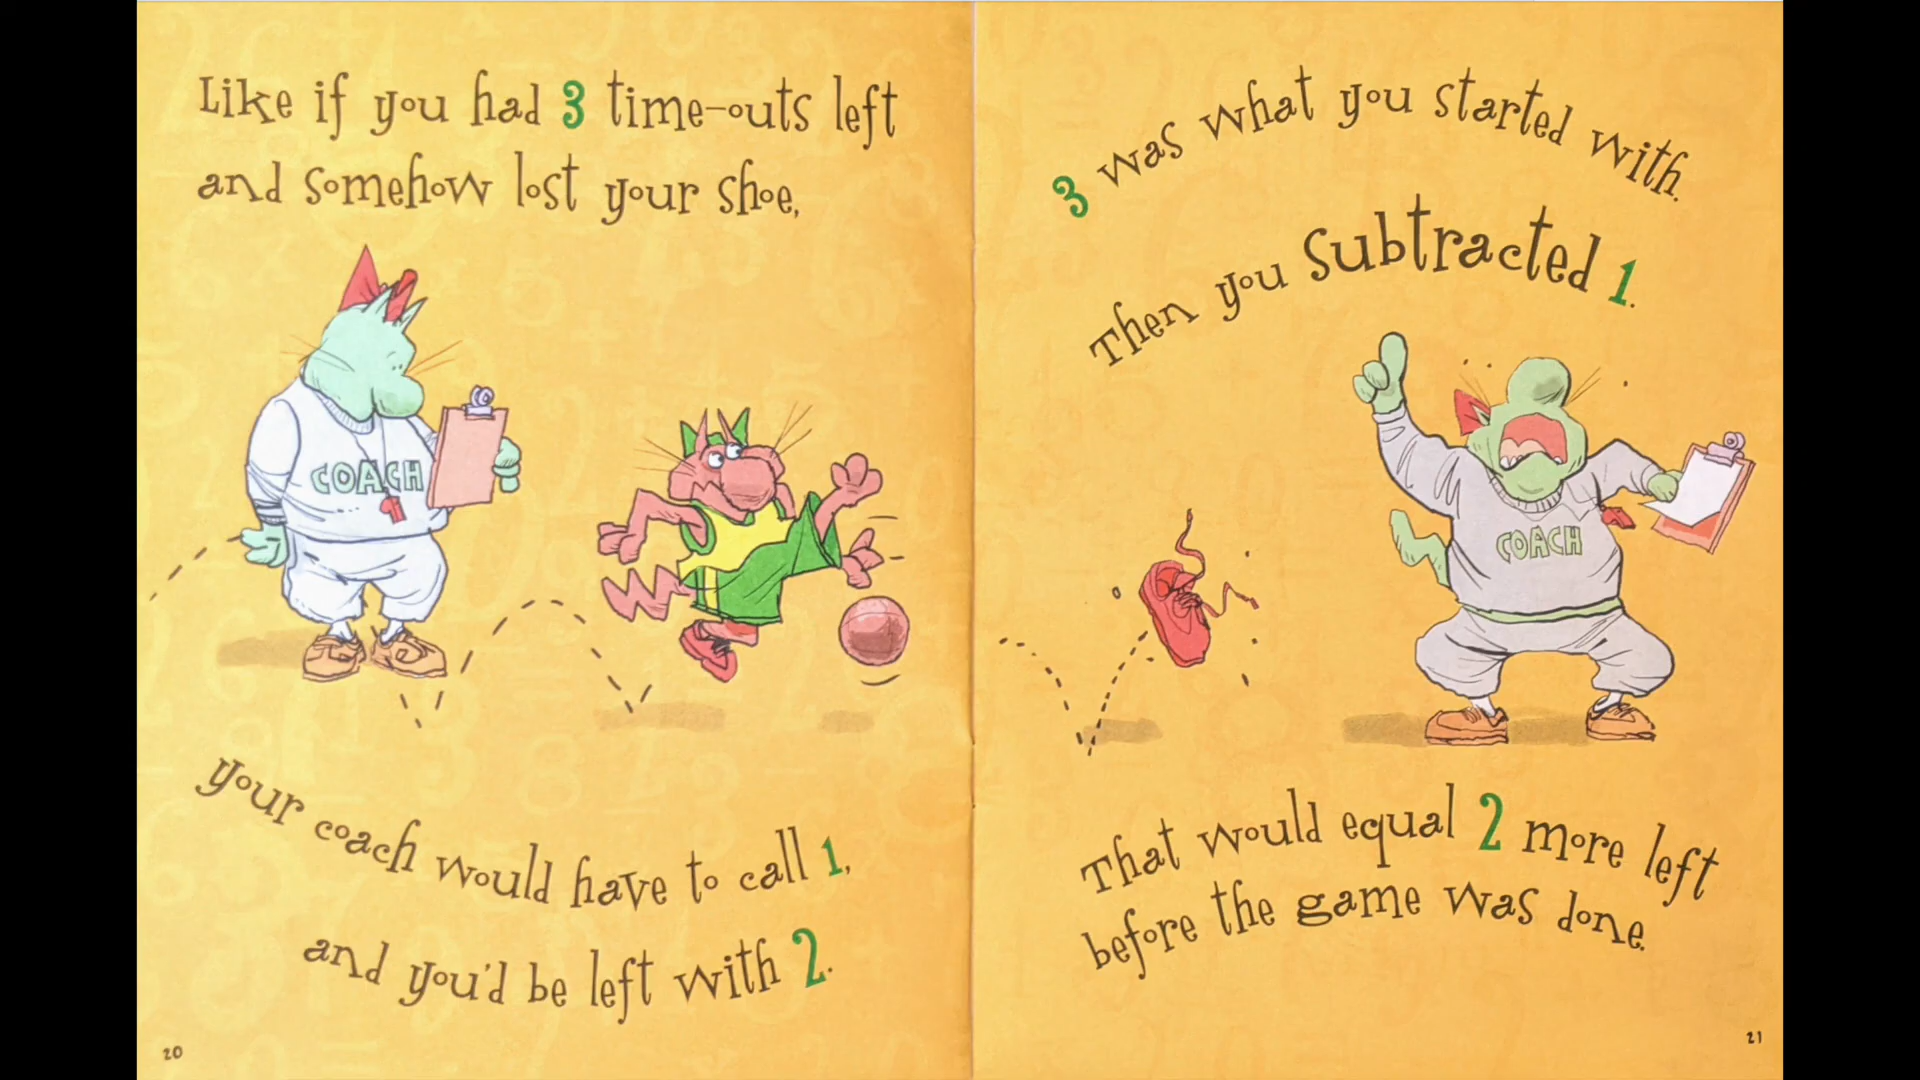 Like if you had 3 time-outs left
and somehow lost your shoe,
COACH
your coach would have to call 1,
and you'd be left with 2.
20
3 was what you started with.
Then you subtracted 1.
COACH
That would equal 2 more left
before the game was done.
21